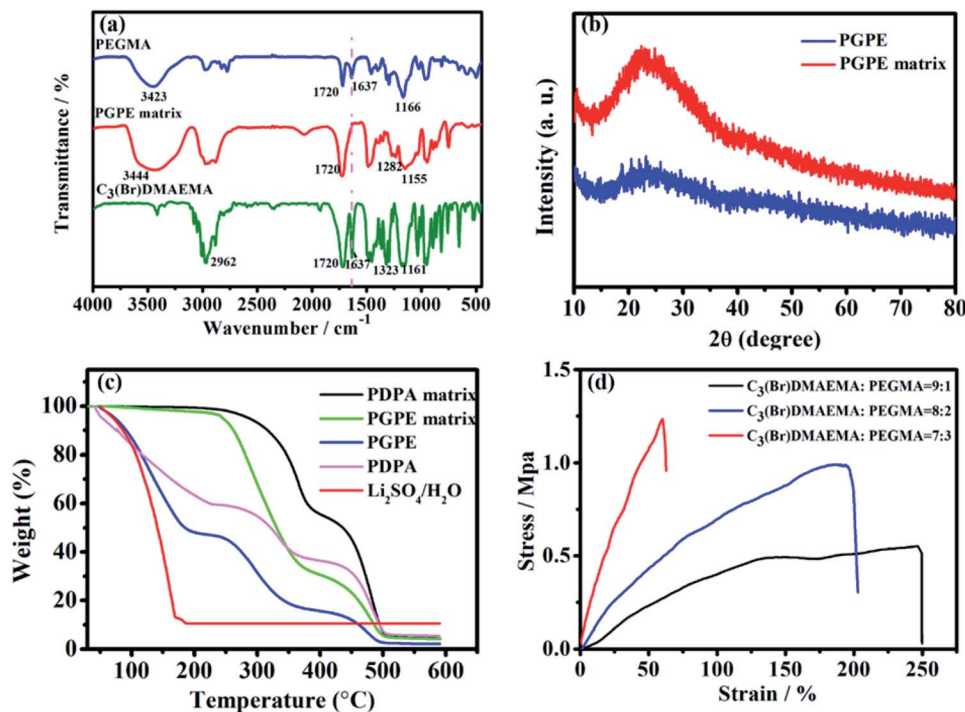 (a)
PEGMA
3423
1720
1637
1166
PGPE matrix
3444
1720
1282
1155
C₃(Br)DMAEMA
2962
1720
1637
1323
1161
Transmittance / %
4000 3500 3000 2500 2000 1500 1000 500
Wavenumber / cm⁻¹
(b)
PGPE
PGPE matrix
Intensity (a. u.)
10 20 30 40 50 60 70 80
2θ (degree)
(c)
PDPA matrix
PGPE matrix
PGPE
PDPA
Li₂SO₄/H₂O
Weight (%)
100
80
60
40
20
0
100 200 300 400 500 600
Temperature (°C)
(d)
C₃(Br)DMAEMA: PEGMA=9:1
C₃(Br)DMAEMA: PEGMA=8:2
C₃(Br)DMAEMA: PEGMA=7:3
Stress / Mpa
1.5
1.0
0.5
0.0
0 50 100 150 200 250
Strain / %